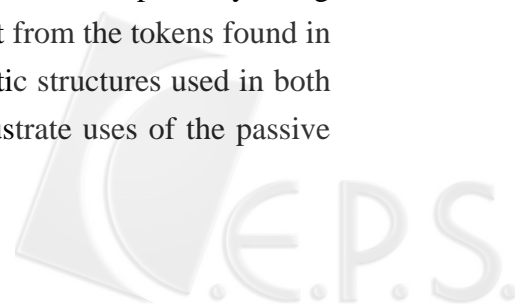 t from the tokens found in
tic structures used in both
strate uses of the passive
C.E.P.S.